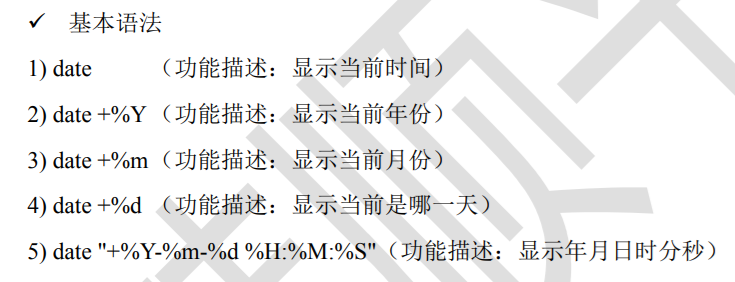 ✓ 基本语法
1) date （功能描述：显示当前时间）
2) date +%Y （功能描述：显示当前年份）
3) date +%m （功能描述：显示当前月份）
4) date +%d （功能描述：显示当前是哪一天）
5) date "+%Y-%m-%d %H:%M:%S"（功能描述：显示年月日时分秒）